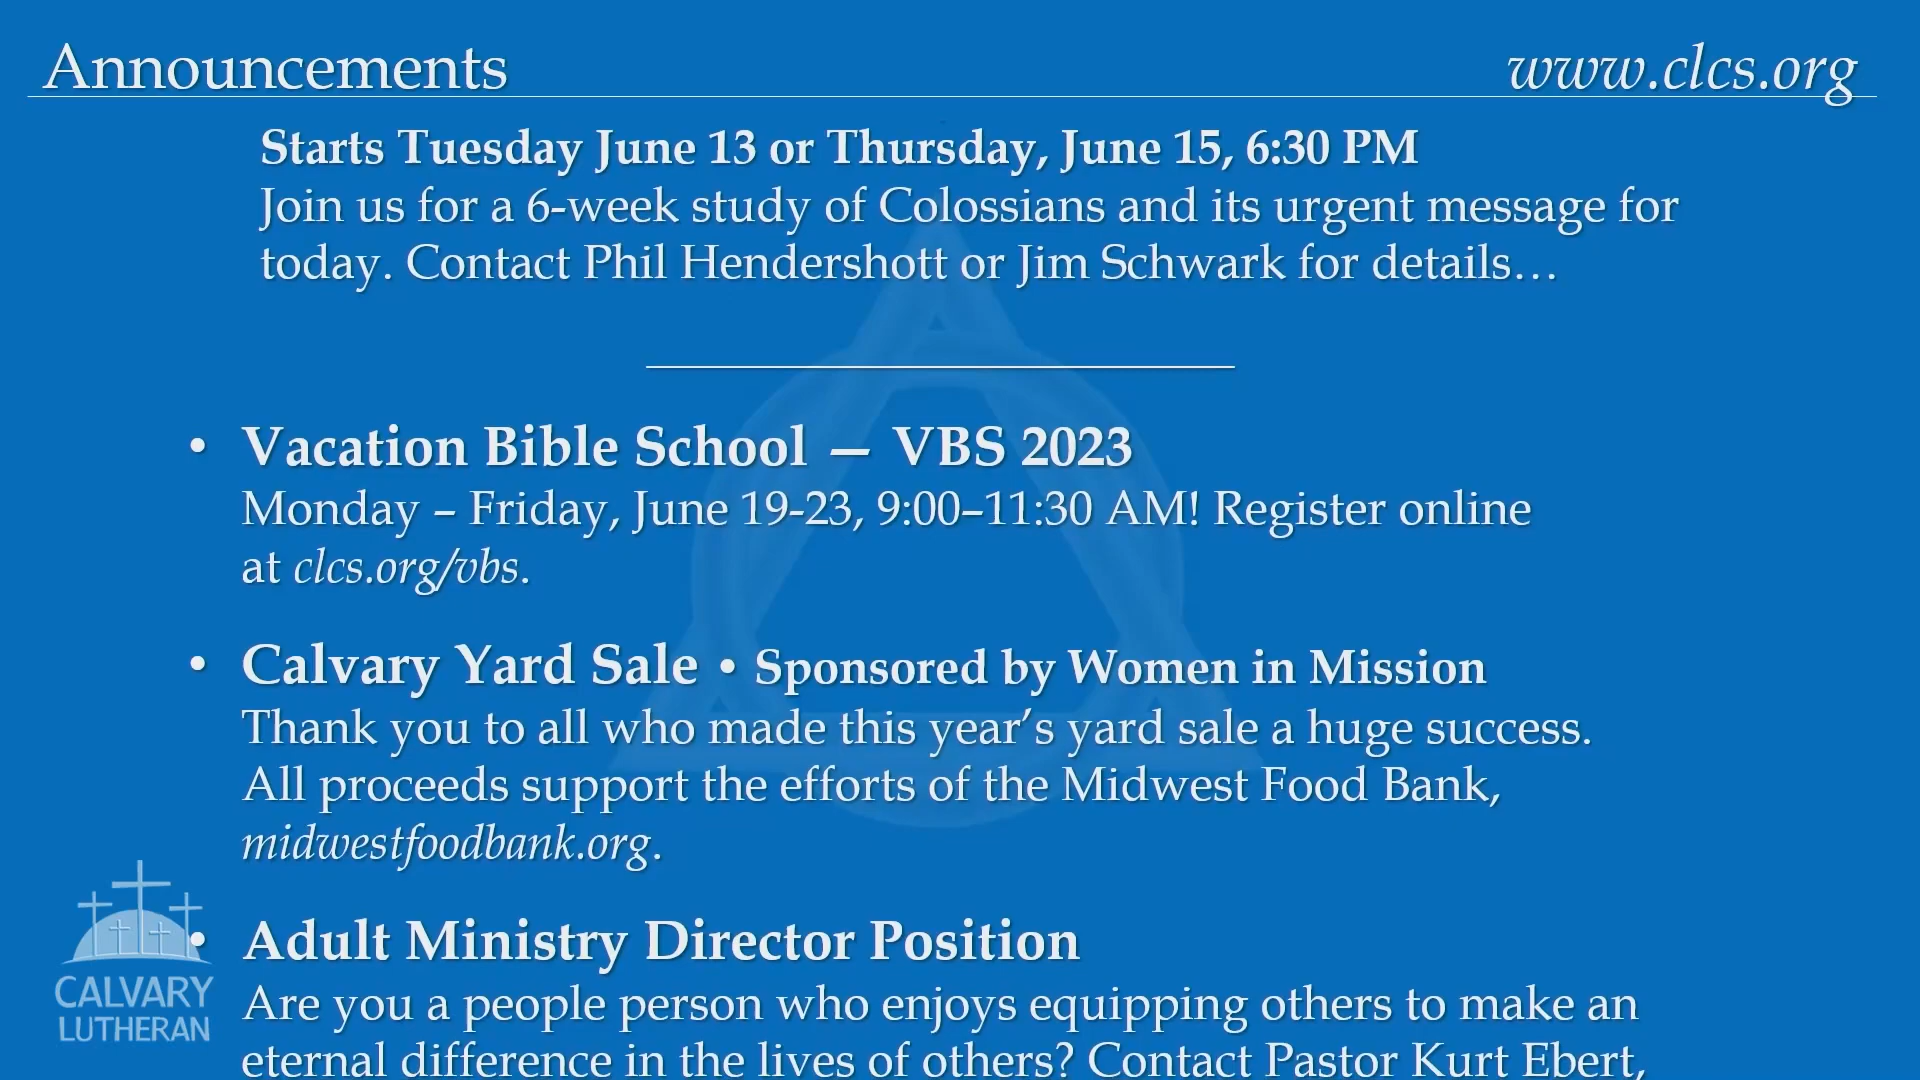 Announcements
www.clcs.org
Starts Tuesday June 13 or Thursday, June 15, 6:30 PM
Join us for a 6-week study of Colossians and its urgent message for
today. Contact Phil Hendershott or Jim Schwark for details…
• Vacation Bible School — VBS 2023
Monday – Friday, June 19-23, 9:00–11:30 AM! Register online
at clcs.org/vbs.
• Calvary Yard Sale • Sponsored by Women in Mission
Thank you to all who made this year’s yard sale a huge success.
All proceeds support the efforts of the Midwest Food Bank,
midwestfoodbank.org.
• Adult Ministry Director Position
Are you a people person who enjoys equipping others to make an
eternal difference in the lives of others? Contact Pastor Kurt Ebert,
CALVARY
LUTHERAN